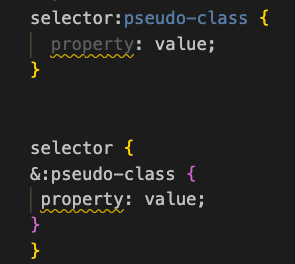 selector:pseudo-class {
property: value;
}
selector {
&:pseudo-class {
property: value;
}
}